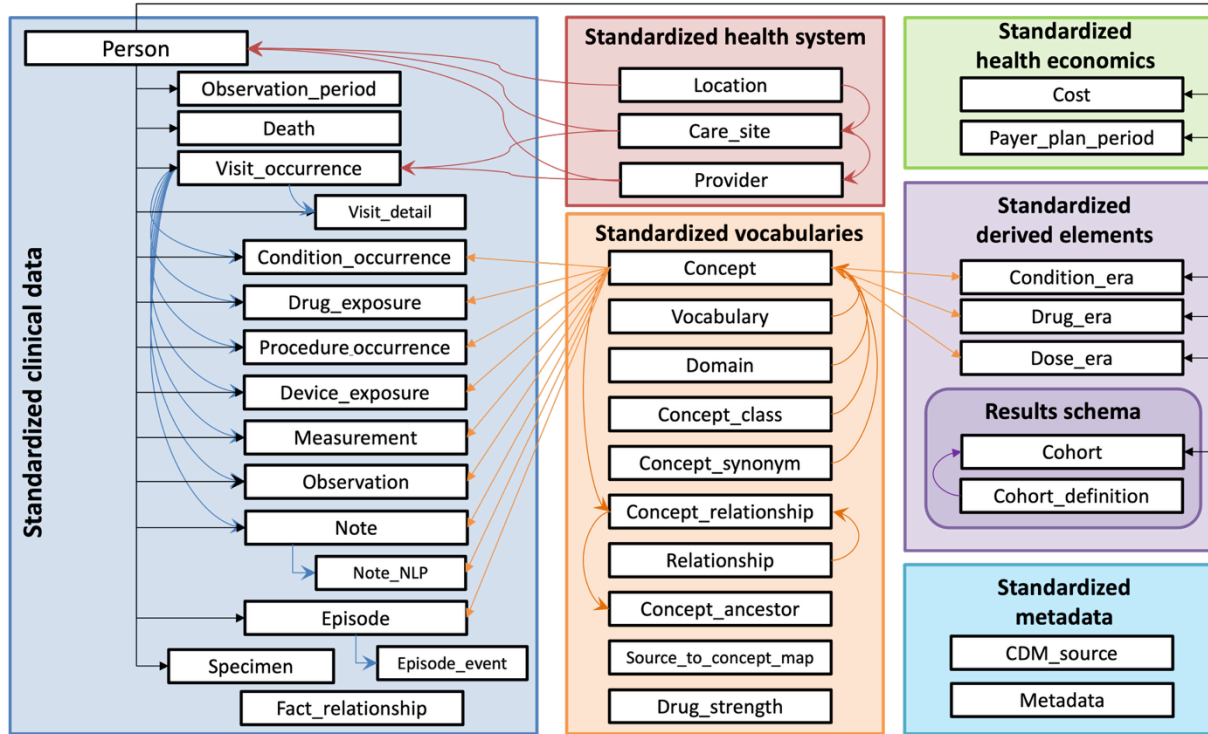 Standardized clinical data
Person
Observation_period
Death
Visit_occurrence
Visit_detail
Condition_occurrence
Drug_exposure
Procedure_occurrence
Device_exposure
Measurement
Observation
Note
Note_NLP
Episode
Specimen
Episode_event
Fact_relationship
Standardized health system
Location
Care_site
Provider
Standardized vocabularies
Concept
Vocabulary
Domain
Concept_class
Concept_synonym
Concept_relationship
Relationship
Concept_ancestor
Source_to_concept_map
Drug_strength
Standardized
health economics
Cost
Payer_plan_period
Standardized
derived elements
Condition_era
Drug_era
Dose_era
Results schema
Cohort
Cohort_definition
Standardized
metadata
CDM_source
Metadata